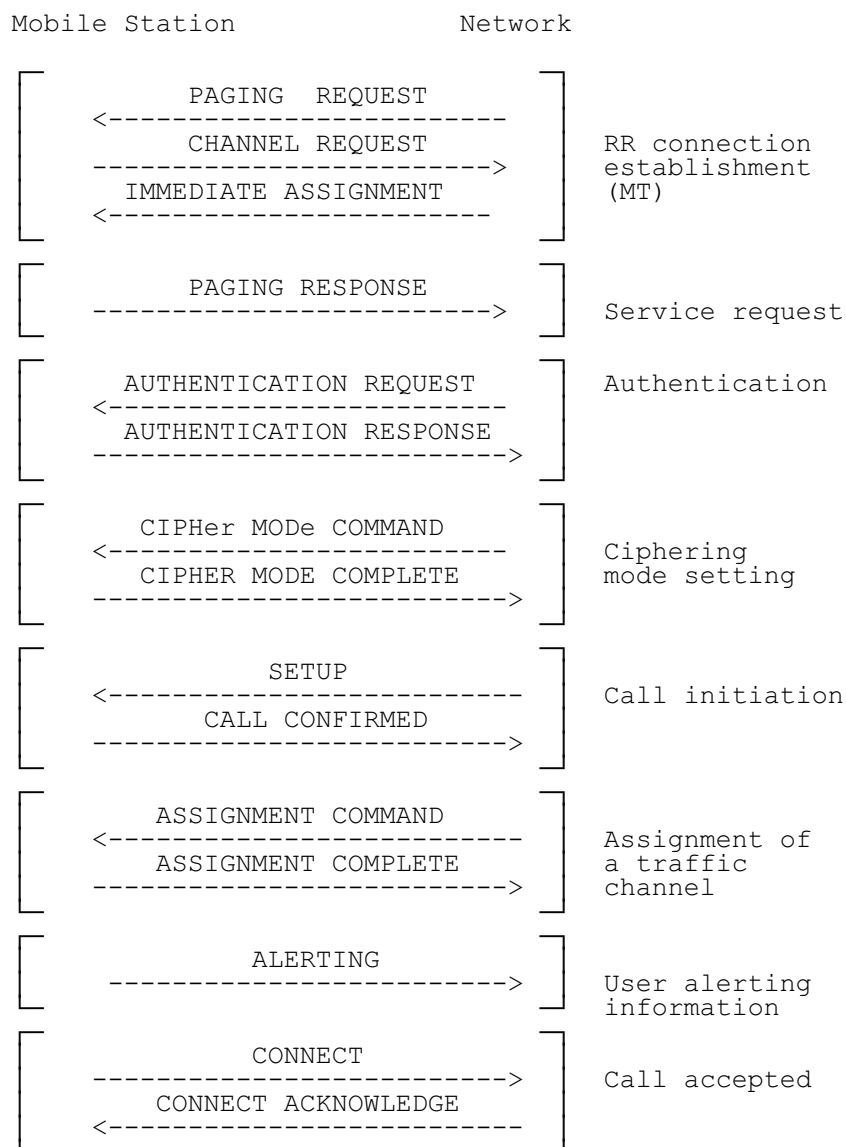 Mobile Station Network
PAGING REQUEST
<-------------------------
CHANNEL REQUEST
RR connection
------------------------->
establishment
IMMEDIATE ASSIGNMENT
(MT)
<------------------------
PAGING RESPONSE
-------------------------> Service request
AUTHENTICATION REQUEST Authentication
<-------------------------
AUTHENTICATION RESPONSE
-------------------------->
CIPHer MODe COMMAND
<------------------------- Ciphering
CIPHER MODE COMPLETE mode setting
-------------------------->
SETUP
<-------------------------- Call initiation
CALL CONFIRMED
-------------------------->
ASSIGNMENT COMMAND
<-------------------------- Assignment of
ASSIGNMENT COMPLETE a traffic
--------------------------> channel
ALERTING
-------------------------> User alerting
information
CONNECT
--------------------------> Call accepted
CONNECT ACKNOWLEDGE
<--------------------------